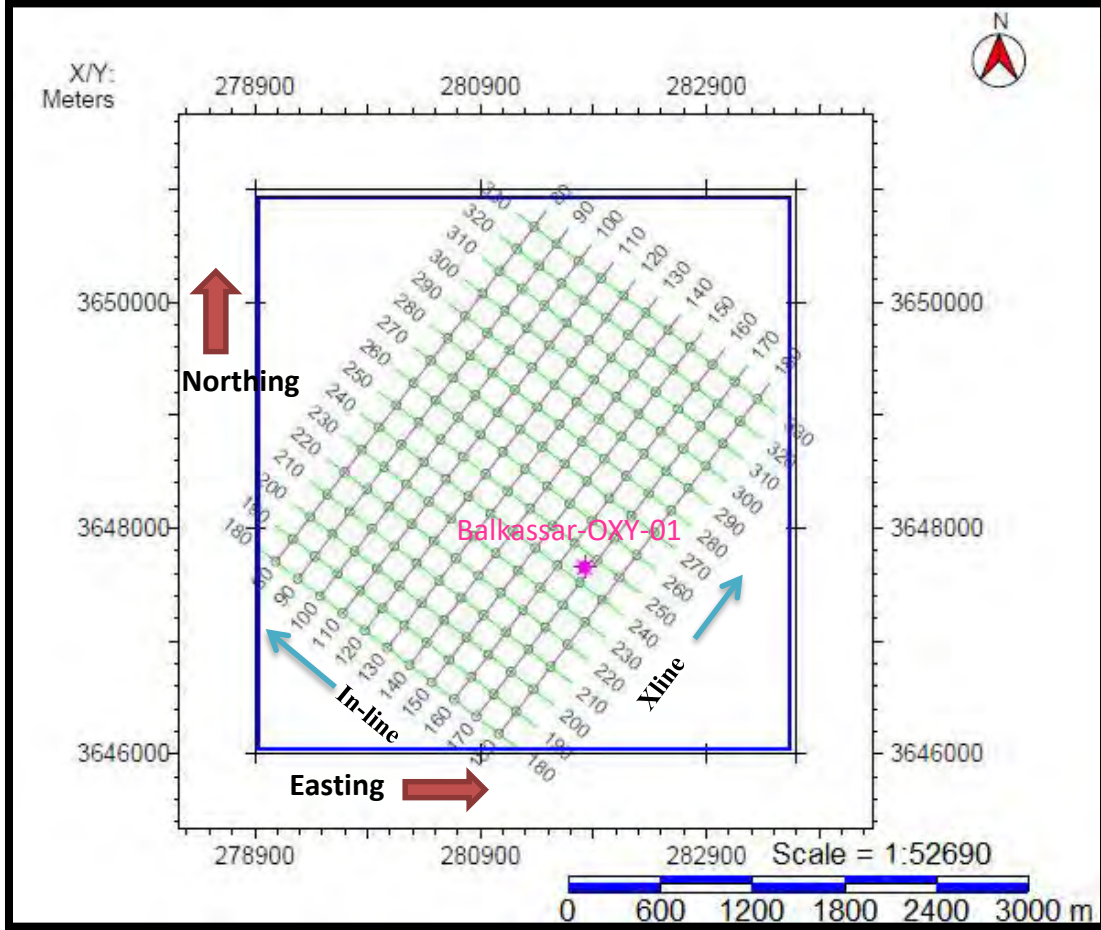 N
X/Y:
Meters
278900 280900 282900
330 320 310 300 290 280 270 260 250 240 230 220 210 200 190 180
80 90 100 110 120 130 140 150 160 170 180
3650000 3650000
Northing
3648000 3648000
Balkassar-OXY-01
80 90 100 110 120 130 140 150 160 170 180
330 320 310 300 290 280 270 260 250 240 230 220 210 200 190 180
In-line
Xline
3646000 3646000
Easting
278900 280900 282900
Scale = 1:52690
0 600 1200 1800 2400 3000 m